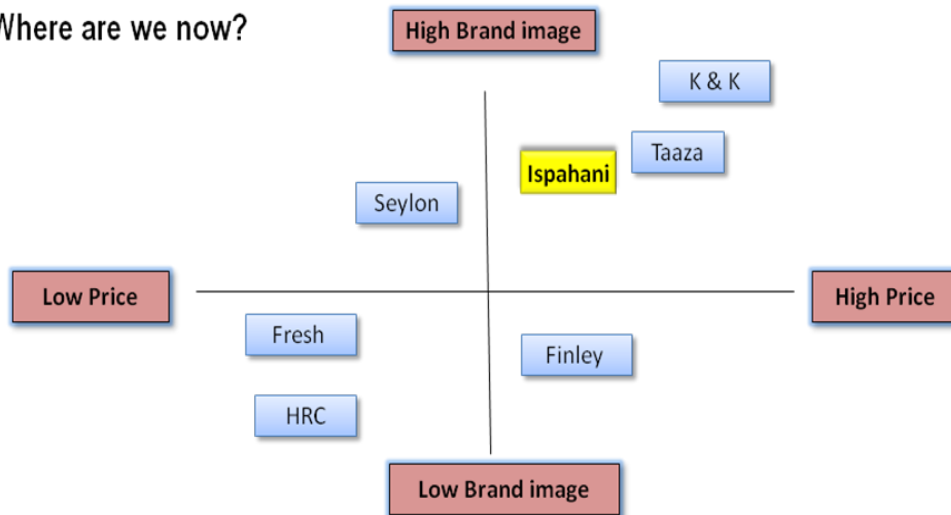 Where are we now?
High Brand image
K & K
Taaza
Ispahani
Seylon
Low Price
High Price
Fresh
Finley
HRC
Low Brand image